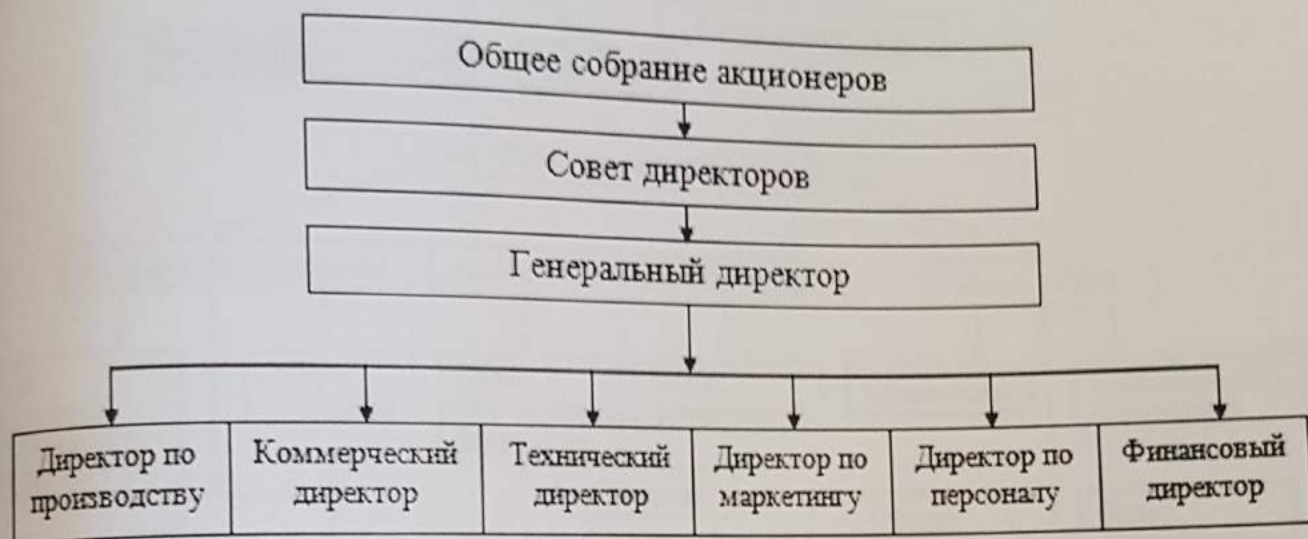 Общее собрание акционеров
Совет директоров
Генеральный директор
Директор по
производству
Коммерческий
директор
Технический
директор
Директор по
маркетингу
Директор по
персоналу
Финансовый
директор